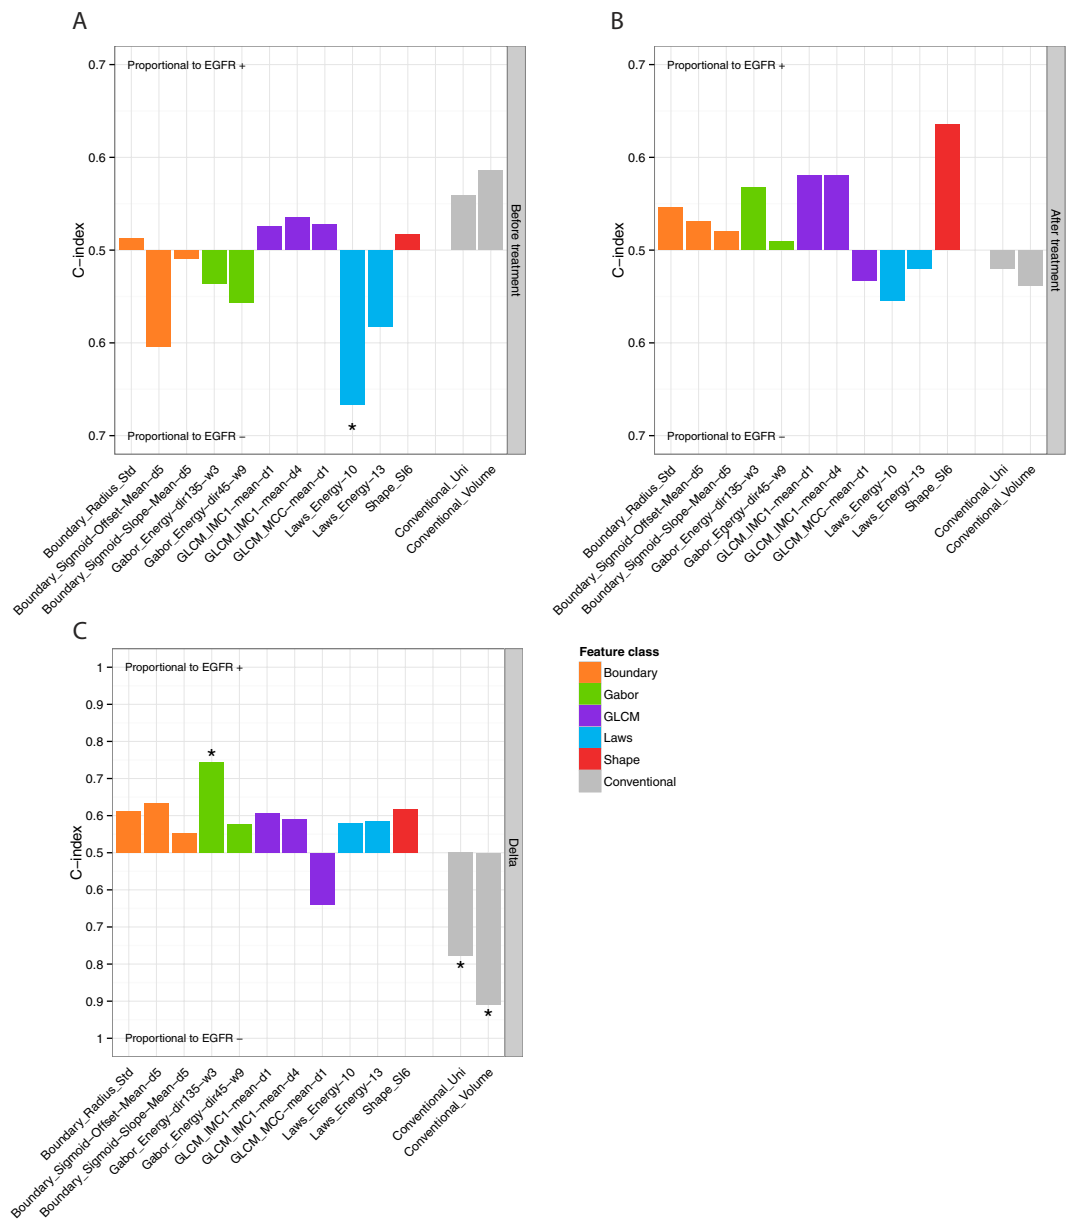 A
0.7
0.6
0.5
0.6
0.7
C−index
Proportional to EGFR +
Proportional to EGFR −
*
Before treatment
Boundary_Radius_Std
Boundary_Sigmoid−Offset−Mean−d5
Boundary_Sigmoid−Slope−Mean−d5
Gabor_Energy−dir135−w3
Gabor_Energy−dir45−w9
GLCM_IMC1−mean−d1
GLCM_IMC1−mean−d4
GLCM_MCC−mean−d1
Laws_Energy−10
Laws_Energy−13
Shape_SI6
Conventional_Uni
Conventional_Volume
B
0.7
0.6
0.5
0.6
0.7
C−index
Proportional to EGFR +
Proportional to EGFR −
After treatment
Boundary_Radius_Std
Boundary_Sigmoid−Offset−Mean−d5
Boundary_Sigmoid−Slope−Mean−d5
Gabor_Energy−dir135−w3
Gabor_Energy−dir45−w9
GLCM_IMC1−mean−d1
GLCM_IMC1−mean−d4
GLCM_MCC−mean−d1
Laws_Energy−10
Laws_Energy−13
Shape_SI6
Conventional_Uni
Conventional_Volume
C
1
0.9
0.8
0.7
0.6
0.5
0.6
0.7
0.8
0.9
1
C−index
Proportional to EGFR +
*
*
*
Proportional to EGFR −
Delta
Boundary_Radius_Std
Boundary_Sigmoid−Offset−Mean−d5
Boundary_Sigmoid−Slope−Mean−d5
Gabor_Energy−dir135−w3
Gabor_Energy−dir45−w9
GLCM_IMC1−mean−d1
GLCM_IMC1−mean−d4
GLCM_MCC−mean−d1
Laws_Energy−10
Laws_Energy−13
Shape_SI6
Conventional_Uni
Conventional_Volume
Feature class
Boundary
Gabor
GLCM
Laws
Shape
Conventional